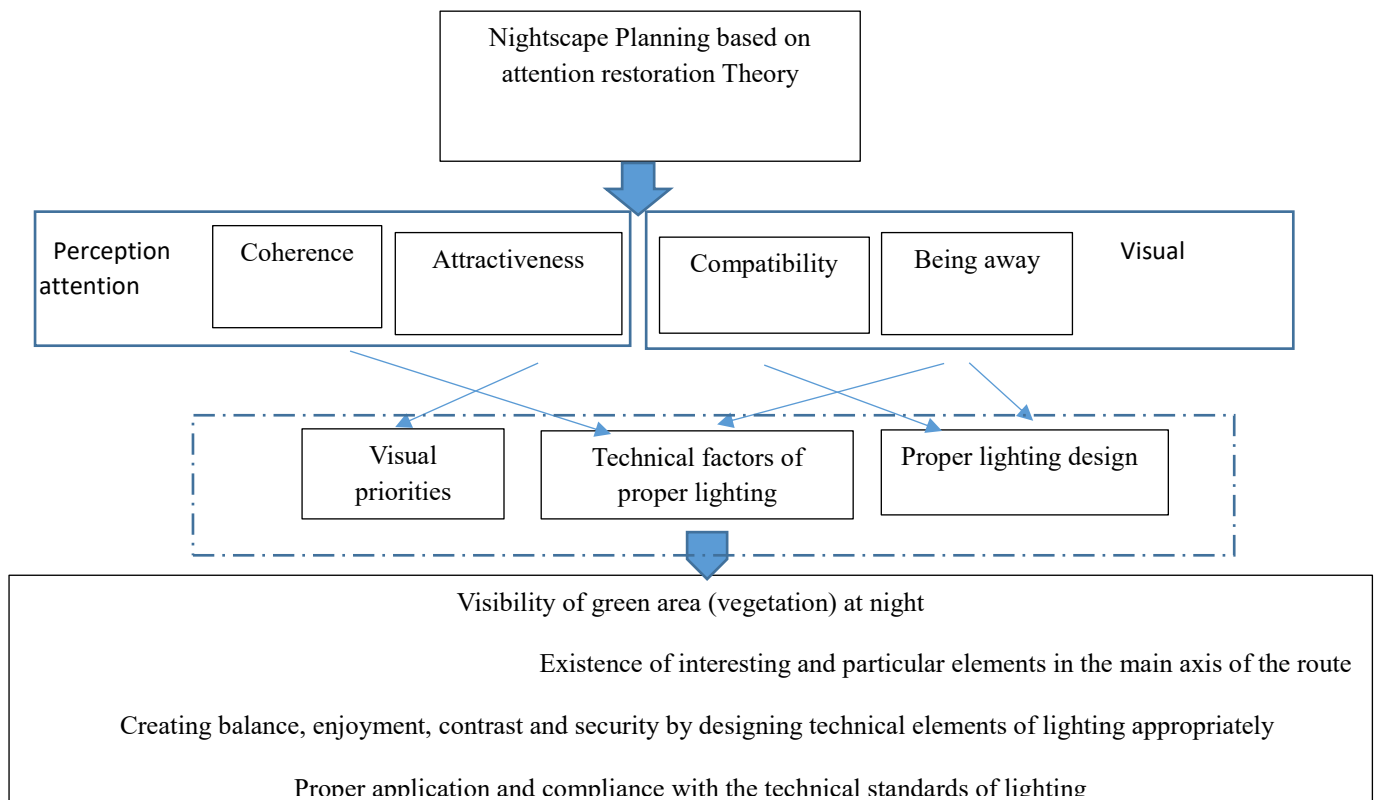 Nightscape Planning based on
attention restoration Theory
Perception
attention
Coherence
Attractiveness
Compatibility
Being away
Visual
Visual
priorities
Technical factors of
proper lighting
Proper lighting design
Visibility of green area (vegetation) at night
Existence of interesting and particular elements in the main axis of the route
Creating balance, enjoyment, contrast and security by designing technical elements of lighting appropriately
Proper application and compliance with the technical standards of lighting